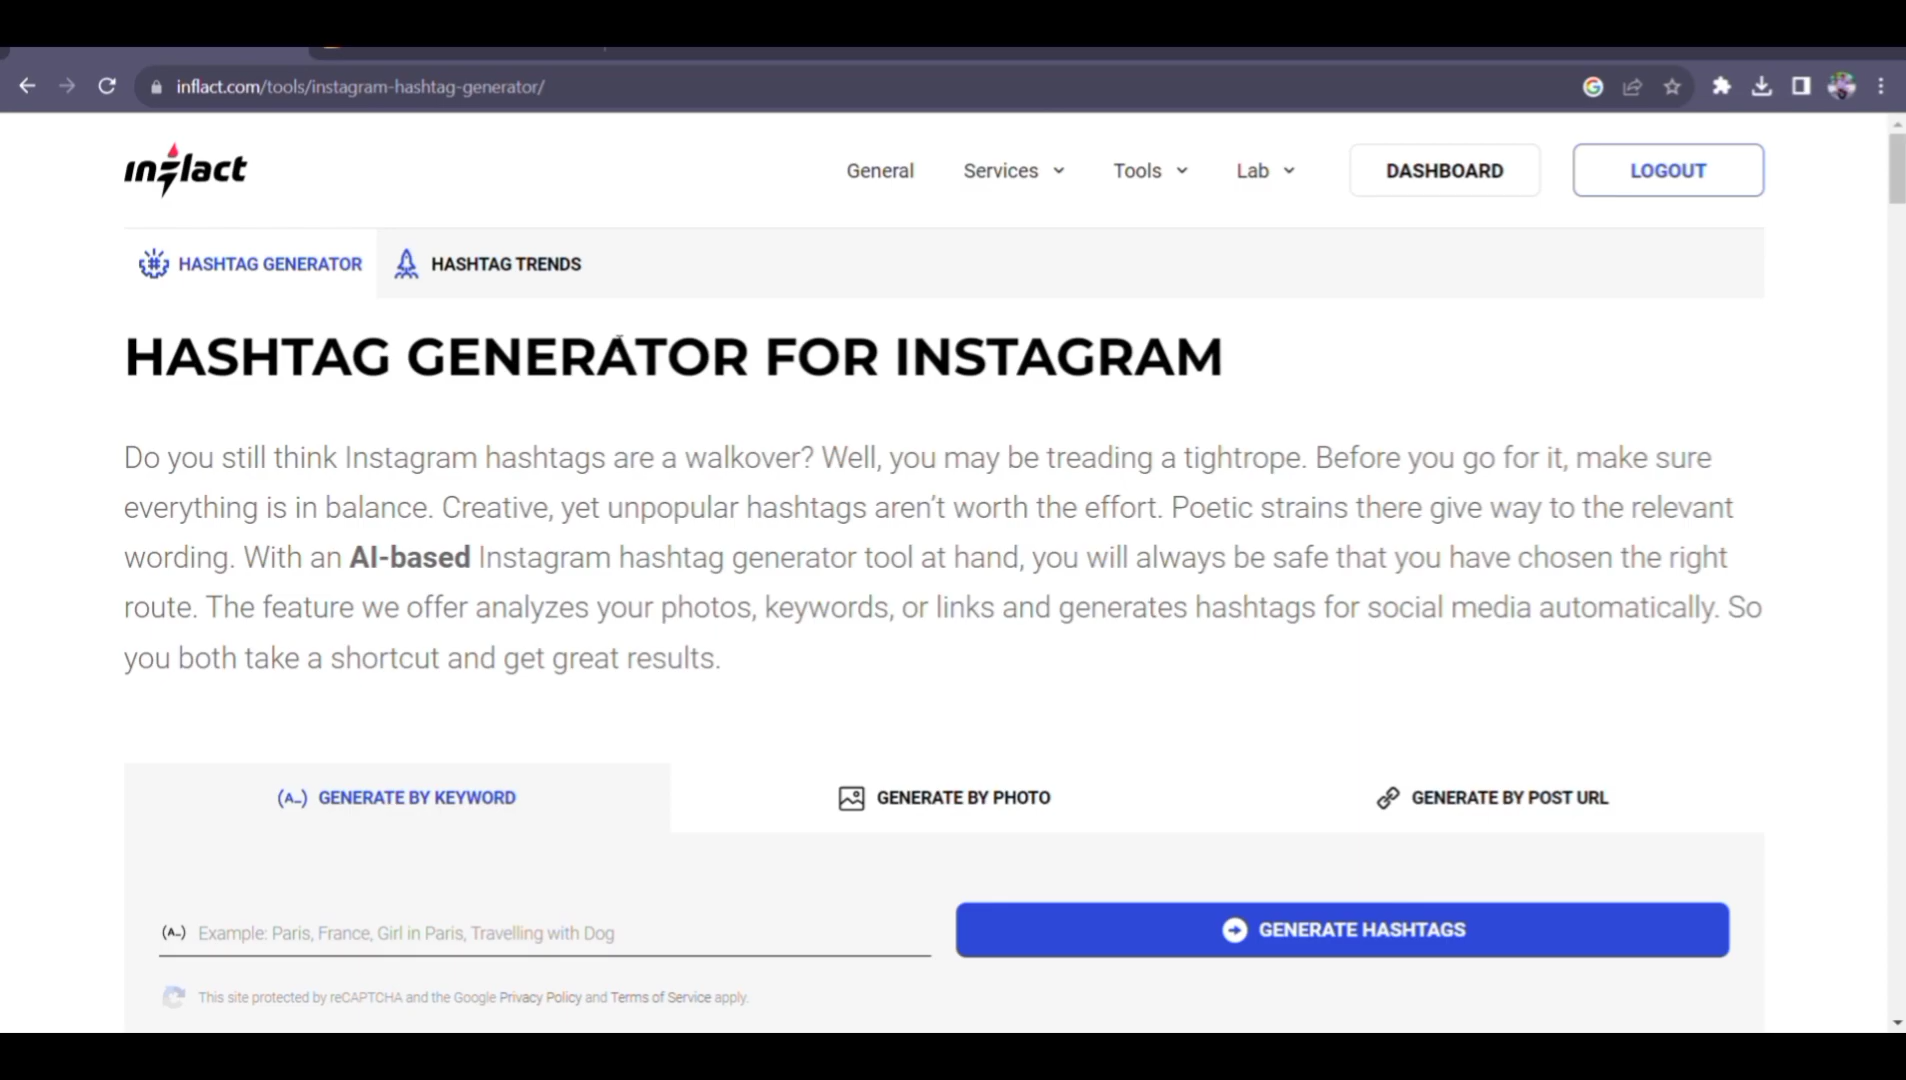 inflact.com/tools/instagram-hashtag-generator/
inflact
General
Services
Tools
Lab
DASHBOARD
LOGOUT
HASHTAG GENERATOR
HASHTAG TRENDS
HASHTAG GENERATOR FOR INSTAGRAM
Do you still think Instagram hashtags are a walkover? Well, you may be treading a tightrope. Before you go for it, make sure
everything is in balance. Creative, yet unpopular hashtags aren’t worth the effort. Poetic strains there give way to the relevant
wording. With an AI-based Instagram hashtag generator tool at hand, you will always be safe that you have chosen the right
route. The feature we offer analyzes your photos, keywords, or links and generates hashtags for social media automatically. So
you both take a shortcut and get great results.
(A..) GENERATE BY KEYWORD
GENERATE BY PHOTO
GENERATE BY POST URL
(A..) Example: Paris, France, Girl in Paris, Travelling with Dog
GENERATE HASHTAGS
This site protected by reCAPTCHA and the Google Privacy Policy and Terms of Service apply.